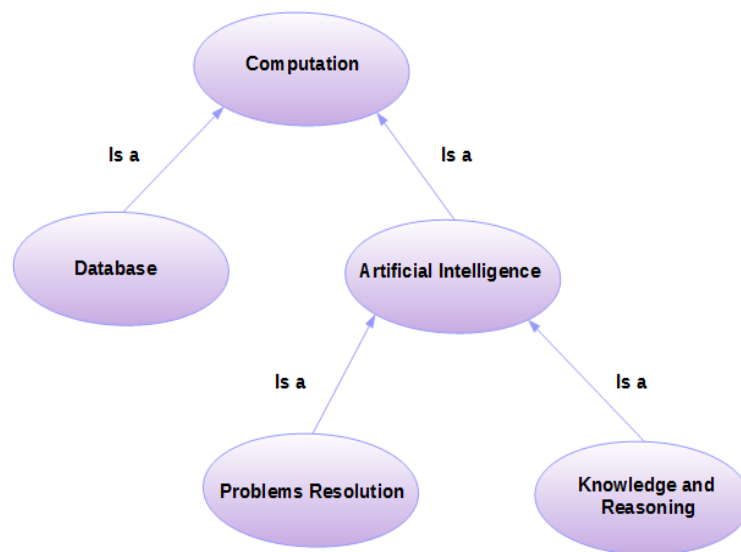 Computation
Is a
Is a
Database
Artificial Intelligence
Is a
Is a
Problems Resolution
Knowledge and
Reasoning